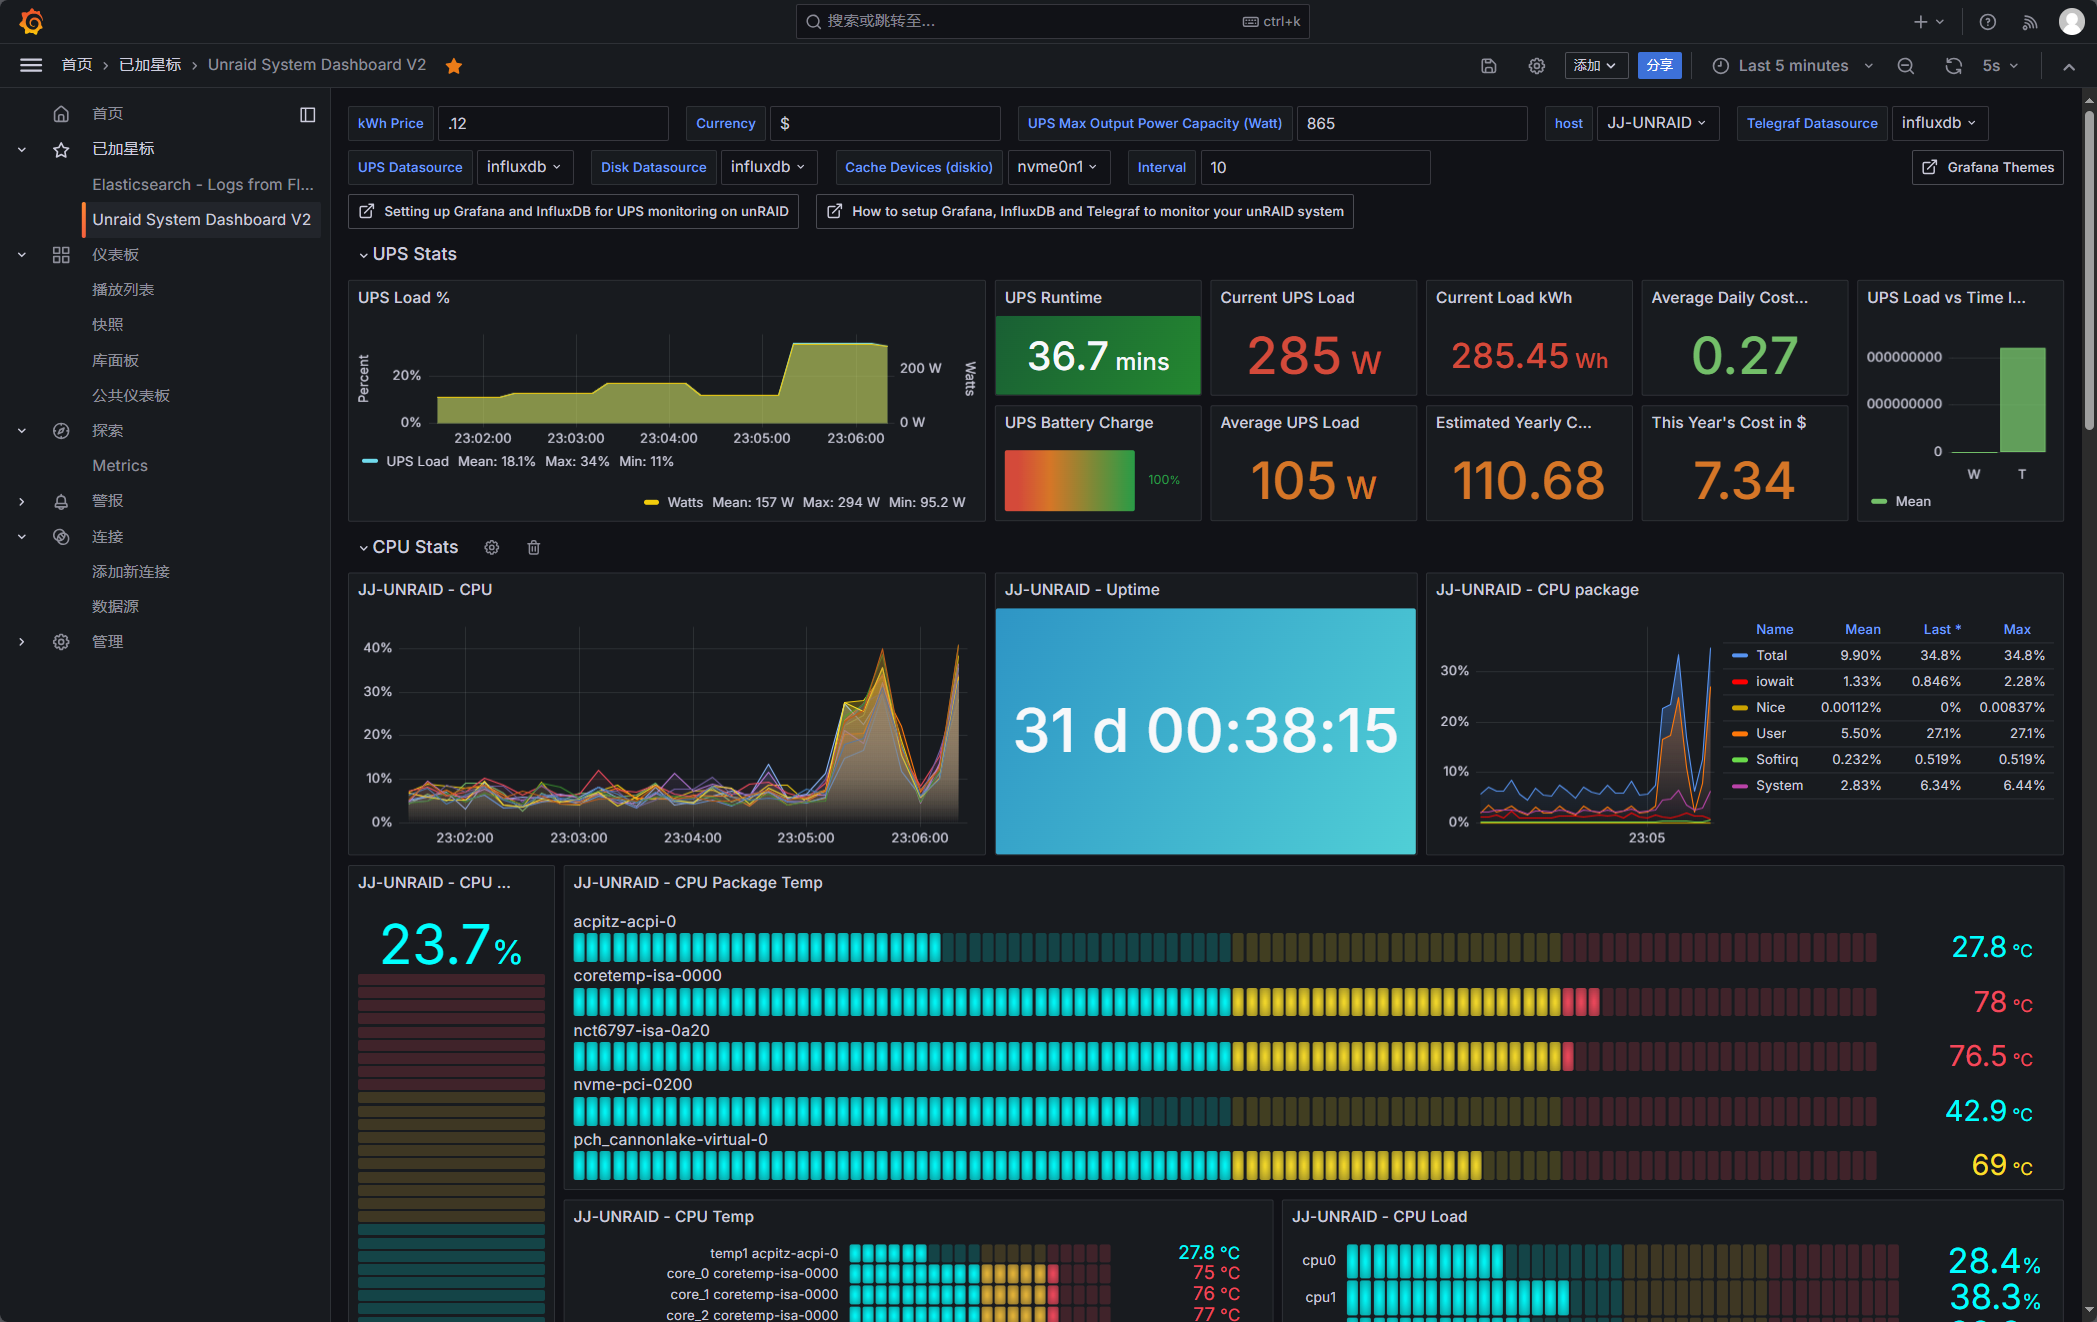 搜索或跳转至...
ctrl+k
首页 › 已加星标 › Unraid System Dashboard V2
添加
分享
Last 5 minutes
5s
首页
已加星标
Elasticsearch - Logs from Fl...
Unraid System Dashboard V2
仪表板
播放列表
快照
库面板
公共仪表板
探索
Metrics
警报
连接
添加新连接
数据源
管理
kWh Price .12 Currency $ UPS Max Output Power Capacity (Watt) 865 host JJ-UNRAID Telegraf Datasource influxdb
UPS Datasource influxdb Disk Datasource influxdb Cache Devices (diskio) nvme0n1 Interval 10 Grafana Themes
Setting up Grafana and InfluxDB for UPS monitoring on unRAID How to setup Grafana, InfluxDB and Telegraf to monitor your unRAID system
UPS Stats
UPS Load %
Percent
20%
0%
200 W
0 W
Watts
23:02:00 23:03:00 23:04:00 23:05:00 23:06:00
UPS Load Mean: 18.1% Max: 34% Min: 11%
Watts Mean: 157 W Max: 294 W Min: 95.2 W
UPS Runtime
36.7 mins
Current UPS Load
285 W
Current Load kWh
285.45 Wh
Average Daily Cost...
0.27
UPS Load vs Time I...
000000000
000000000
0
W T
Mean
UPS Battery Charge
100%
Average UPS Load
105 W
Estimated Yearly C...
110.68
This Year's Cost in $
7.34
CPU Stats
JJ-UNRAID - CPU
40%
30%
20%
10%
0%
23:02:00 23:03:00 23:04:00 23:05:00 23:06:00
JJ-UNRAID - Uptime
31 d 00:38:15
JJ-UNRAID - CPU package
30%
20%
10%
0%
23:05
Name Mean Last * Max
Total 9.90% 34.8% 34.8%
iowait 1.33% 0.846% 2.28%
Nice 0.00112% 0% 0.00837%
User 5.50% 27.1% 27.1%
Softirq 0.232% 0.519% 0.519%
System 2.83% 6.34% 6.44%
JJ-UNRAID - CPU ...
23.7%
JJ-UNRAID - CPU Package Temp
acpitz-acpi-0
27.8 °C
coretemp-isa-0000
78 °C
nct6797-isa-0a20
76.5 °C
nvme-pci-0200
42.9 °C
pch_cannonlake-virtual-0
69 °C
JJ-UNRAID - CPU Temp
temp1 acpitz-acpi-0 27.8 °C
core_0 coretemp-isa-0000 75 °C
core_1 coretemp-isa-0000 76 °C
core_2 coretemp-isa-0000 77 °C
JJ-UNRAID - CPU Load
cpu0 28.4%
cpu1 38.3%